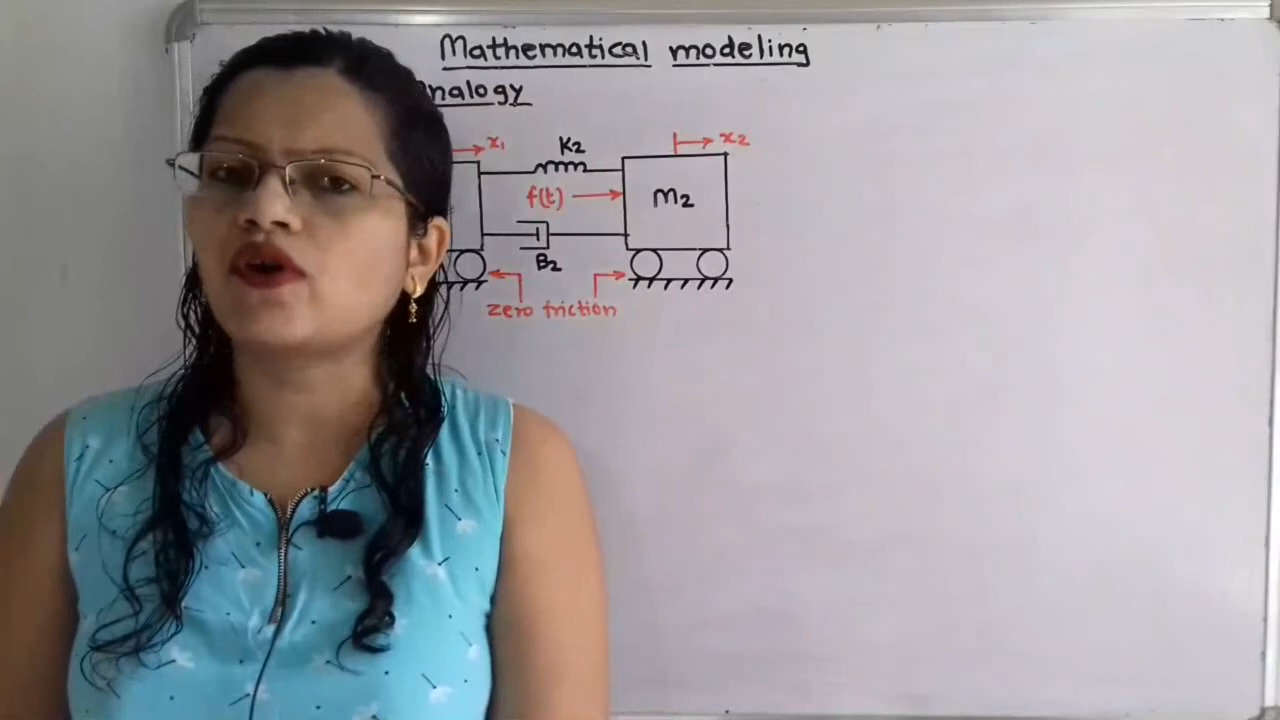 Mathematical modeling
nalogy
x1 K2 x2
f(t) M2
B2
zero friction